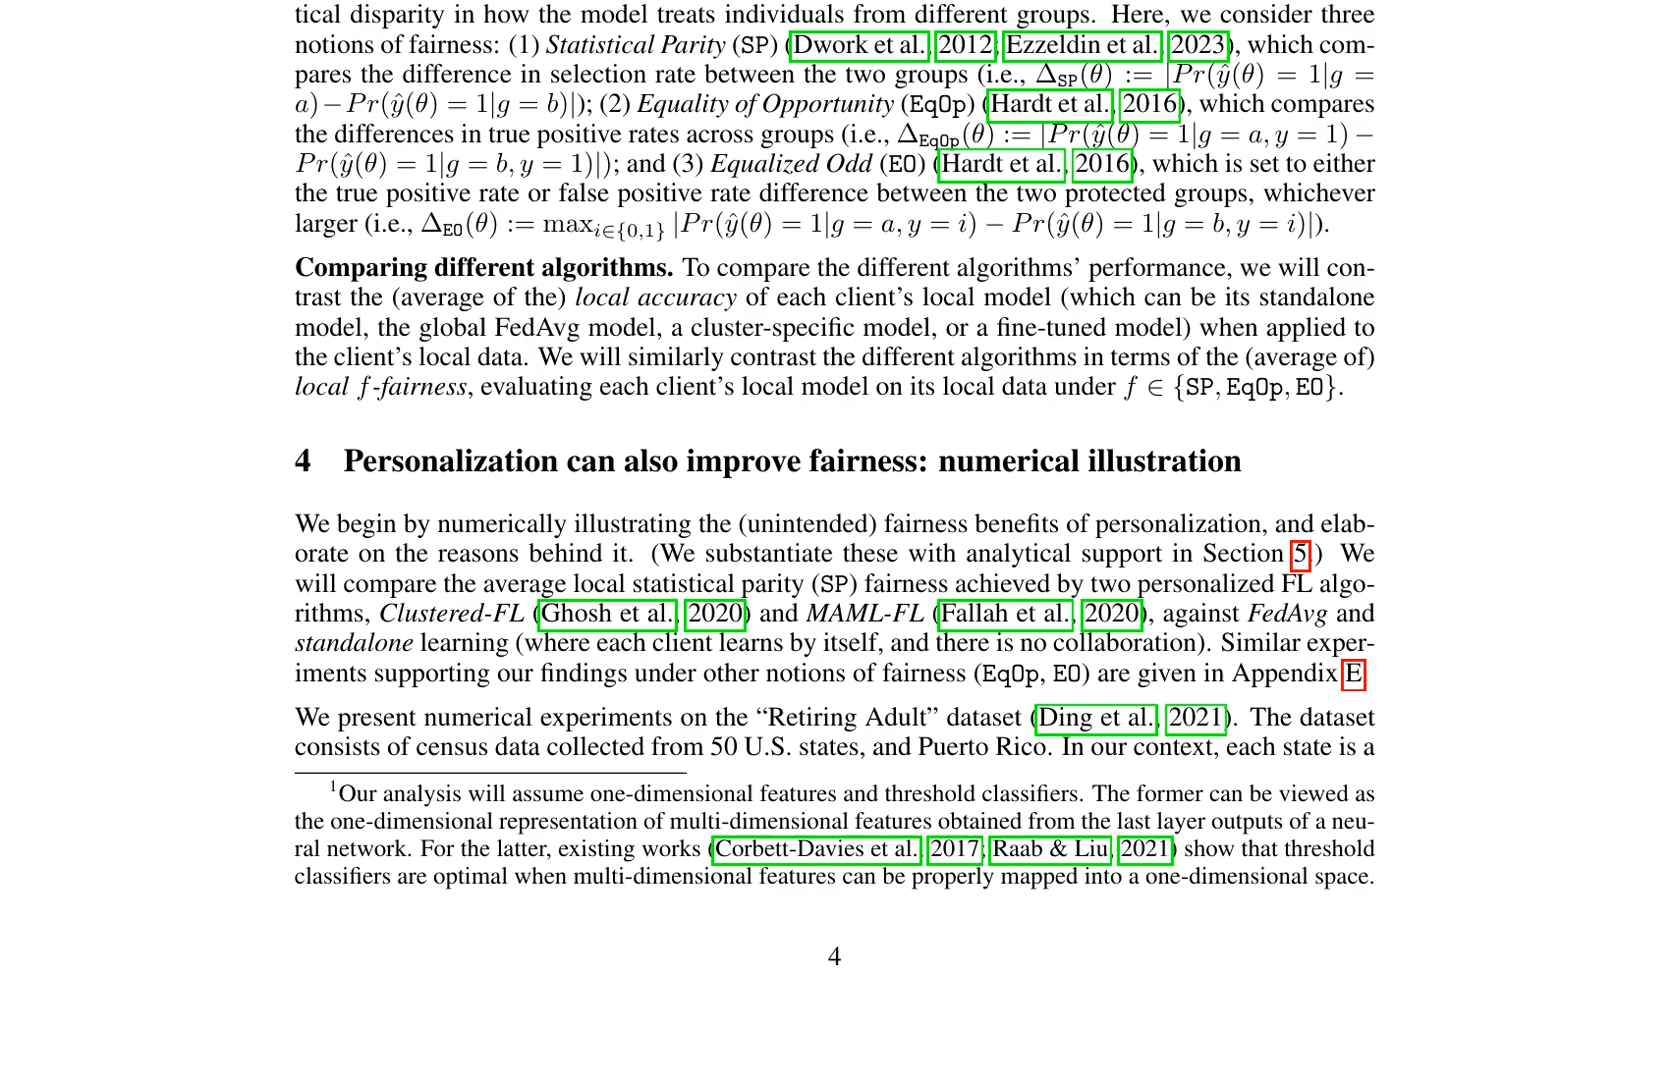 tical disparity in how the model treats individuals from different groups. Here, we consider three
notions of fairness: (1) Statistical Parity (SP) (Dwork et al., 2012; Ezzeldin et al., 2023), which com-
pares the difference in selection rate between the two groups (i.e., Δ_SP(θ) := |Pr(ŷ(θ) = 1|g =
a) − Pr(ŷ(θ) = 1|g = b)|); (2) Equality of Opportunity (EqOp) (Hardt et al., 2016), which compares
the differences in true positive rates across groups (i.e., Δ_EqOp(θ) := |Pr(ŷ(θ) = 1|g = a, y = 1) −
Pr(ŷ(θ) = 1|g = b, y = 1)|); and (3) Equalized Odd (EO) (Hardt et al., 2016), which is set to either
the true positive rate or false positive rate difference between the two protected groups, whichever
larger (i.e., Δ_EO(θ) := max_{i∈{0,1}} |Pr(ŷ(θ) = 1|g = a, y = i) − Pr(ŷ(θ) = 1|g = b, y = i)|).
Comparing different algorithms. To compare the different algorithms' performance, we will con-
trast the (average of the) local accuracy of each client's local model (which can be its standalone
model, the global FedAvg model, a cluster-specific model, or a fine-tuned model) when applied to
the client's local data. We will similarly contrast the different algorithms in terms of the (average of)
local f-fairness, evaluating each client's local model on its local data under f ∈ {SP, EqOp, EO}.
4 Personalization can also improve fairness: numerical illustration
We begin by numerically illustrating the (unintended) fairness benefits of personalization, and elab-
orate on the reasons behind it. (We substantiate these with analytical support in Section 5.) We
will compare the average local statistical parity (SP) fairness achieved by two personalized FL algo-
rithms, Clustered-FL (Ghosh et al., 2020) and MAML-FL (Fallah et al., 2020), against FedAvg and
standalone learning (where each client learns by itself, and there is no collaboration). Similar exper-
iments supporting our findings under other notions of fairness (EqOp, EO) are given in Appendix E.
We present numerical experiments on the "Retiring Adult" dataset (Ding et al., 2021). The dataset
consists of census data collected from 50 U.S. states, and Puerto Rico. In our context, each state is a
1Our analysis will assume one-dimensional features and threshold classifiers. The former can be viewed as
the one-dimensional representation of multi-dimensional features obtained from the last layer outputs of a neu-
ral network. For the latter, existing works (Corbett-Davies et al., 2017; Raab & Liu, 2021) show that threshold
classifiers are optimal when multi-dimensional features can be properly mapped into a one-dimensional space.
4